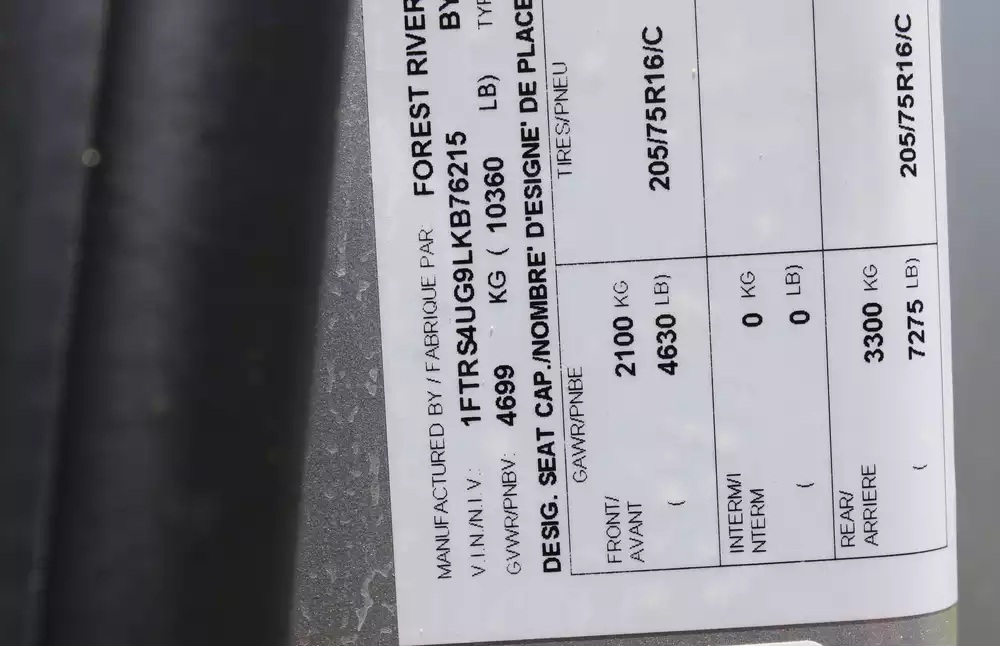 MANUFACTURED BY / FABRIQUE PAR: FOREST RIVER BY
V.I.N./N.I.V.: 1FTRS4UG9LKB76215
GVWR/PNBV: 4699 KG ( 10360 LB)
DESIG. SEAT CAP./NOMBRE' D'ESIGNE' DE PLACE
GAWR/PNBE TIRES/PNEU
FRONT/ 2100 KG 205/75R16/C
AVANT ( 4630 LB)
INTERM/I 0 KG
NTERM ( 0 LB)
REAR/ 3300 KG 205/75R16/C
ARRIERE ( 7275 LB)